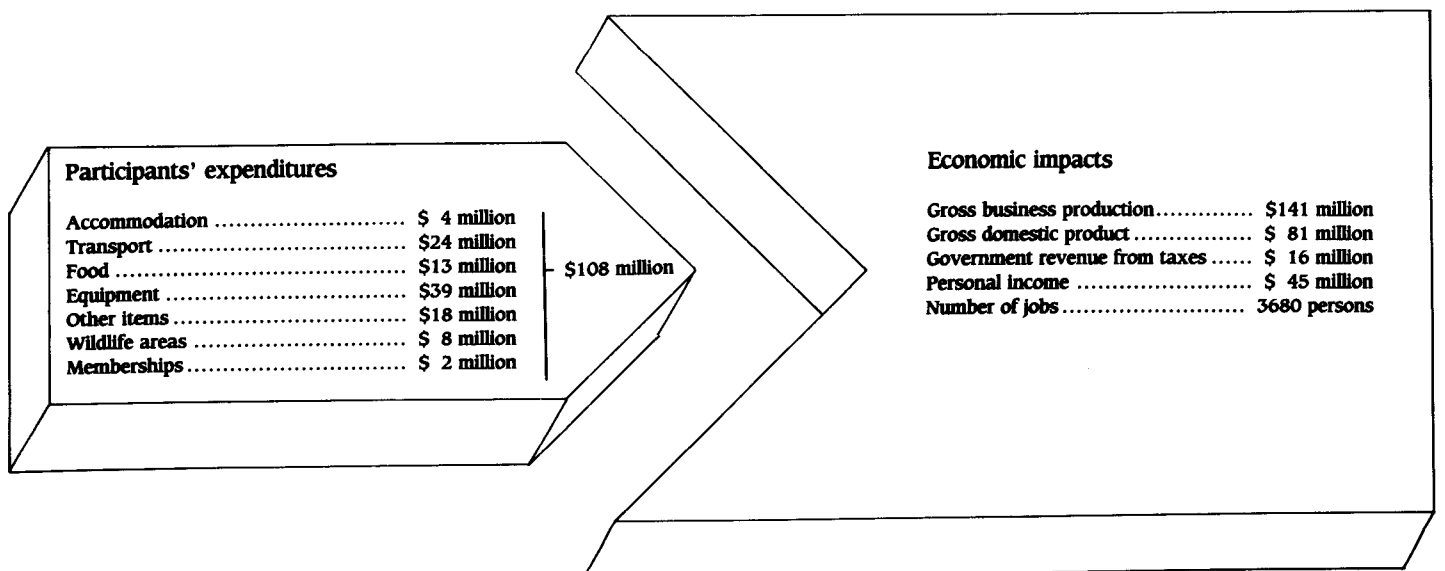 Participants' expenditures
Accommodation ........................... $ 4 million
Transport .................................. $24 million
Food ........................................ $13 million
Equipment ................................. $39 million
Other items ................................ $18 million
Wildlife areas .............................. $ 8 million
Memberships .............................. $ 2 million
$108 million
Economic impacts
Gross business production.............. $141 million
Gross domestic product ................. $ 81 million
Government revenue from taxes ...... $ 16 million
Personal income ........................ $ 45 million
Number of jobs .......................... 3680 persons